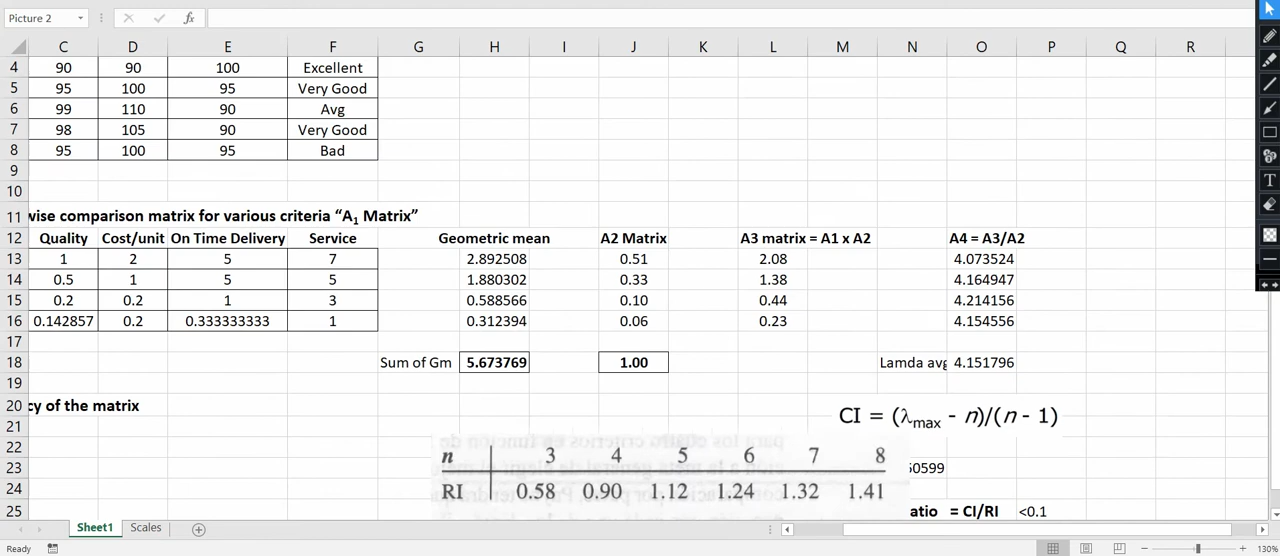 Picture 2
fx
C D E F G H I J K L M N O P Q R
4 90 90 100 Excellent
5 95 100 95 Very Good
6 99 110 90 Avg
7 98 105 90 Very Good
8 95 100 95 Bad
9
10
11 wise comparison matrix for various criteria “A1 Matrix”
12 Quality Cost/unit On Time Delivery Service Geometric mean A2 Matrix A3 matrix = A1 x A2 A4 = A3/A2
13 1 2 5 7 2.892508 0.51 2.08 4.073524
14 0.5 1 5 5 1.880302 0.33 1.38 4.164947
15 0.2 0.2 1 3 0.588566 0.10 0.44 4.214156
16 0.142857 0.2 0.333333333 1 0.312394 0.06 0.23 4.154556
17
18 Sum of Gm 5.673769 1.00 Lamda avg 4.151796
19
20 cy of the matrix
CI = (λmax - n)/(n - 1)
21
22
n 3 4 5 6 7 8
23 50599
24
RI 0.58 0.90 1.12 1.24 1.32 1.41
25 atio = CI/RI <0.1
Sheet1 Scales
Ready 130%